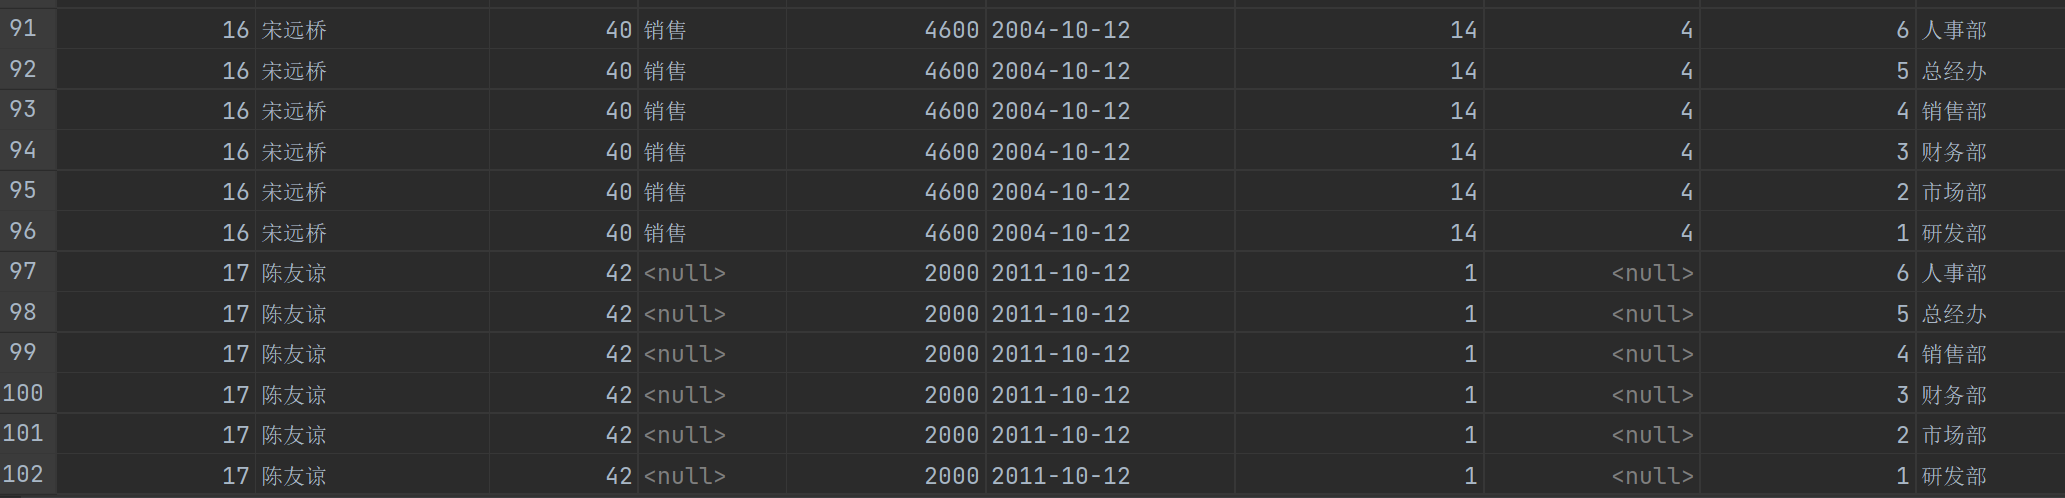 91 16 宋远桥 40 销售 4600 2004-10-12 14 4 6 人事部
92 16 宋远桥 40 销售 4600 2004-10-12 14 4 5 总经办
93 16 宋远桥 40 销售 4600 2004-10-12 14 4 4 销售部
94 16 宋远桥 40 销售 4600 2004-10-12 14 4 3 财务部
95 16 宋远桥 40 销售 4600 2004-10-12 14 4 2 市场部
96 16 宋远桥 40 销售 4600 2004-10-12 14 4 1 研发部
97 17 陈友谅 42 <null> 2000 2011-10-12 1 <null> 6 人事部
98 17 陈友谅 42 <null> 2000 2011-10-12 1 <null> 5 总经办
99 17 陈友谅 42 <null> 2000 2011-10-12 1 <null> 4 销售部
100 17 陈友谅 42 <null> 2000 2011-10-12 1 <null> 3 财务部
101 17 陈友谅 42 <null> 2000 2011-10-12 1 <null> 2 市场部
102 17 陈友谅 42 <null> 2000 2011-10-12 1 <null> 1 研发部